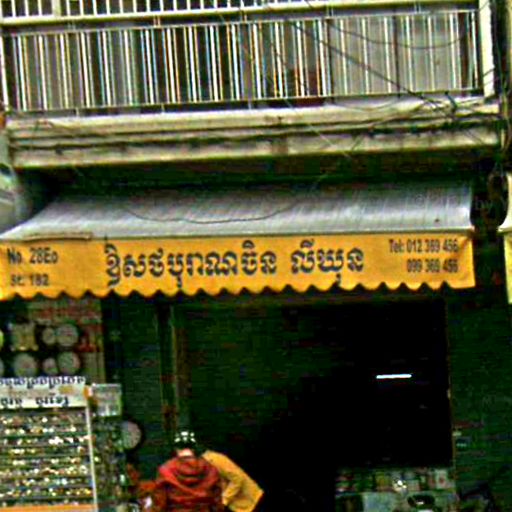 No. 28Eo
St. 182
ឱសថបុរាណចិន លីយុន
Tel: 012 369 456
099 369 456